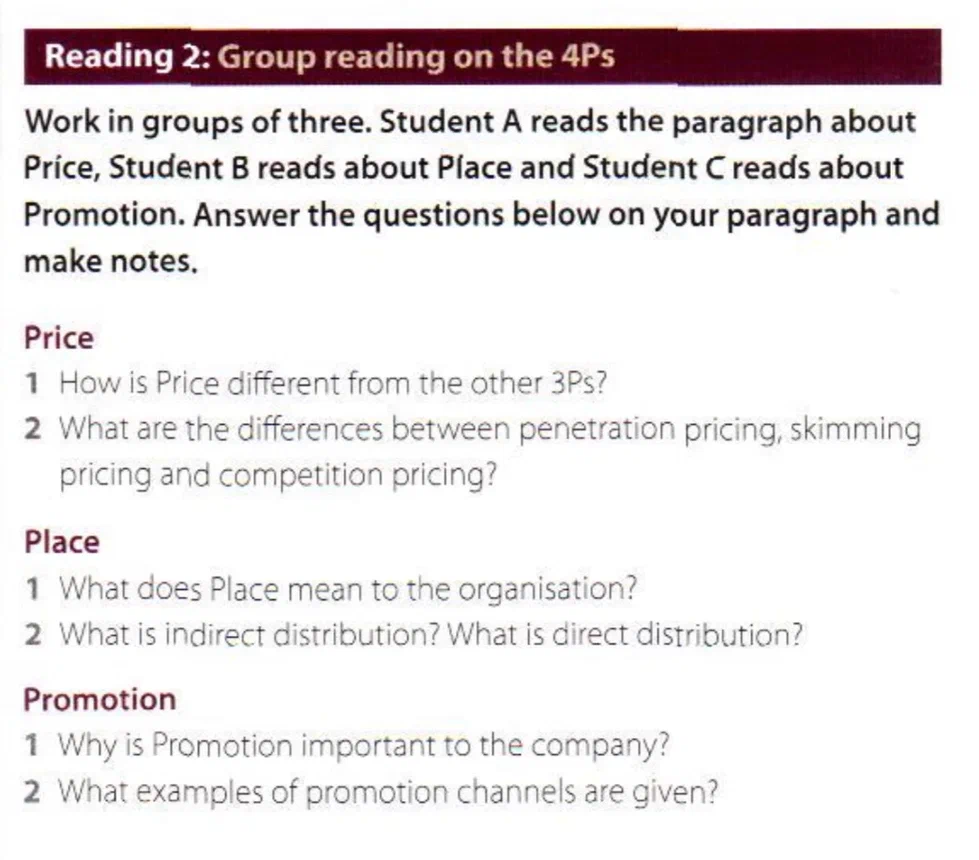 Reading 2: Group reading on the 4Ps
Work in groups of three. Student A reads the paragraph about
Price, Student B reads about Place and Student C reads about
Promotion. Answer the questions below on your paragraph and
make notes.
Price
1 How is Price different from the other 3Ps?
2 What are the differences between penetration pricing, skimming
pricing and competition pricing?
Place
1 What does Place mean to the organisation?
2 What is indirect distribution? What is direct distribution?
Promotion
1 Why is Promotion important to the company?
2 What examples of promotion channels are given?